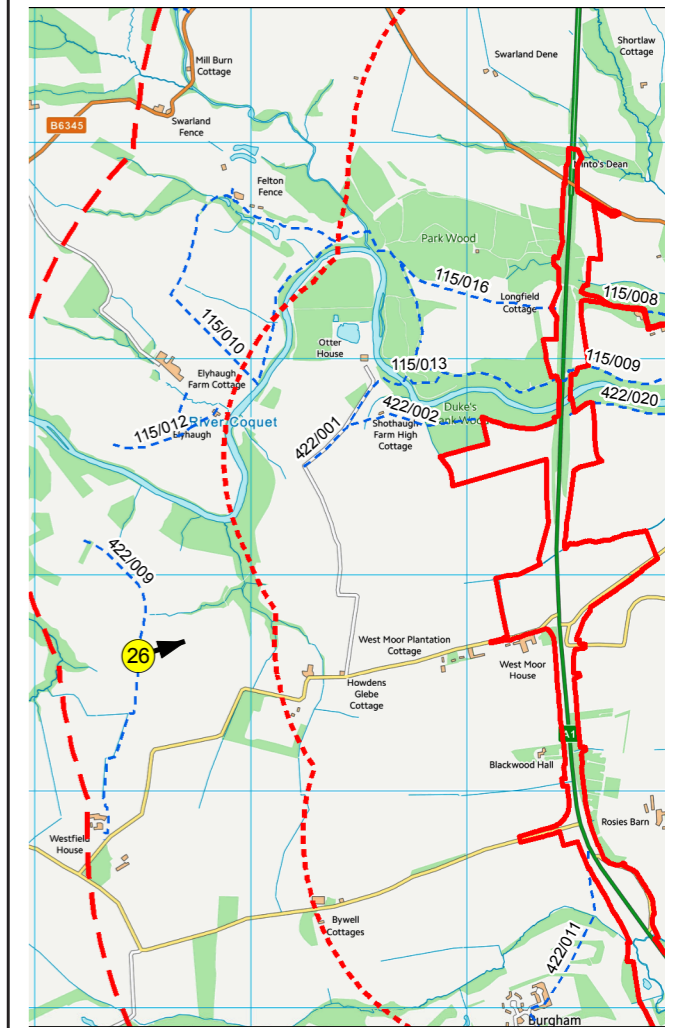 Shortlaw
Cottage
Swarland Dene
Mill Burn
Cottage
B6345
Swarland
Fence
Felton
Fence
Park Wood
115/016
Longfield
Cottage
115/008
115/010
Otter
House
115/013
115/009
Elyhaugh
Farm Cottage
422/020
422/002
Duke's
River Coquet
115/012
Elyhaugh
422/001
Shothaugh
Farm High
Cottage
422/009
26
West Moor Plantation
Cottage
West Moor
House
Howdens
Glebe
Cottage
A1
Blackwood Hall
Rosies Barn
Westfield
House
Bywell
Cottages
422/011
Burgham